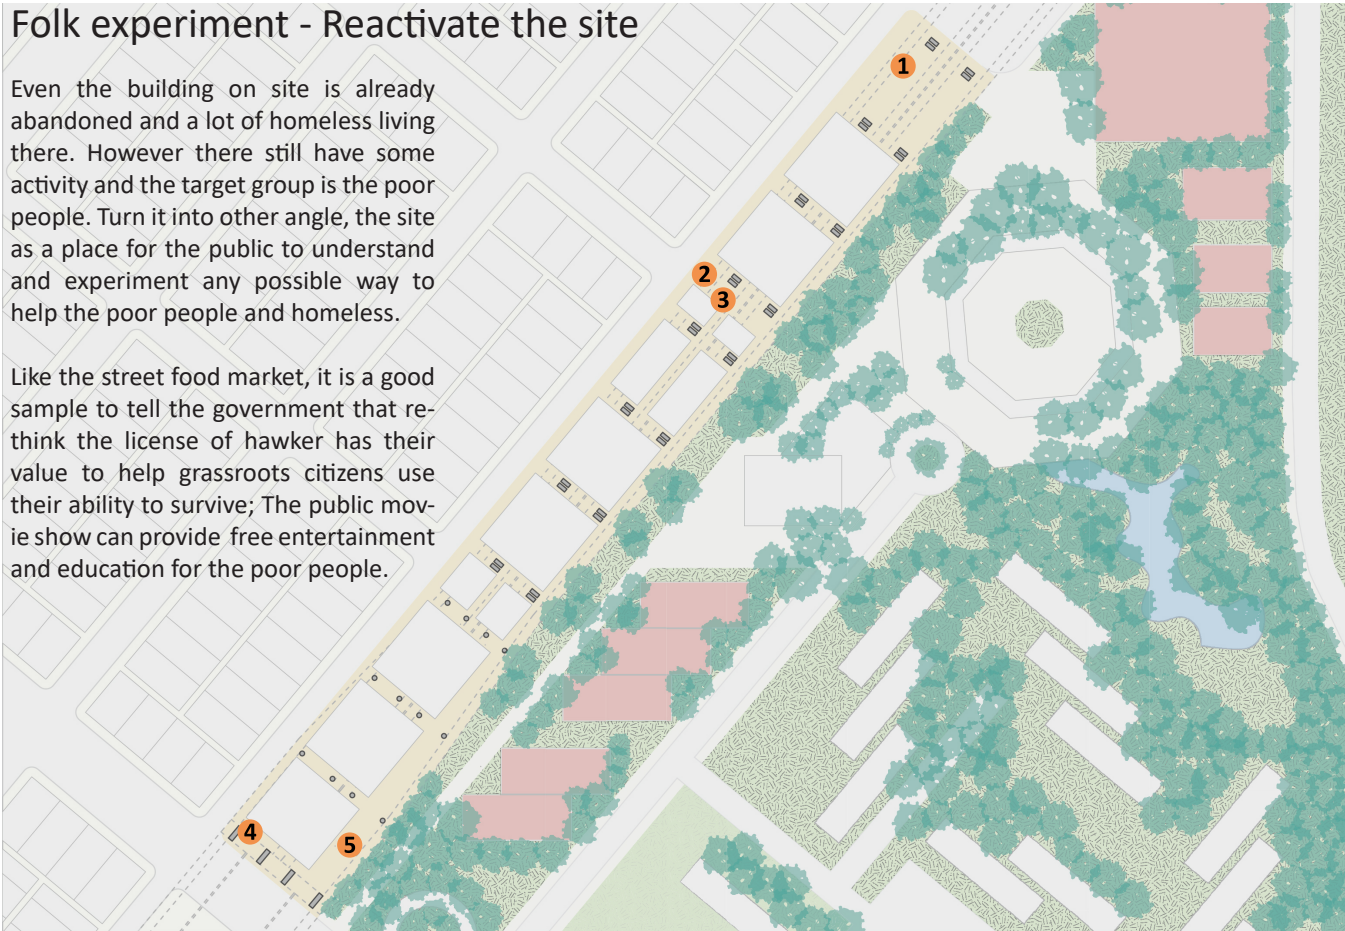 Folk experiment - Reactivate the site
Even the building on site is already
abandoned and a lot of homeless living
there. However there still have some
activity and the target group is the poor
people. Turn it into other angle, the site
as a place for the public to understand
and experiment any possible way to
help the poor people and homeless.
Like the street food market, it is a good
sample to tell the government that re-
think the license of hawker has their
value to help grassroots citizens use
their ability to survive; The public mov-
ie show can provide free entertainment
and education for the poor people.
1
2
3
4
5